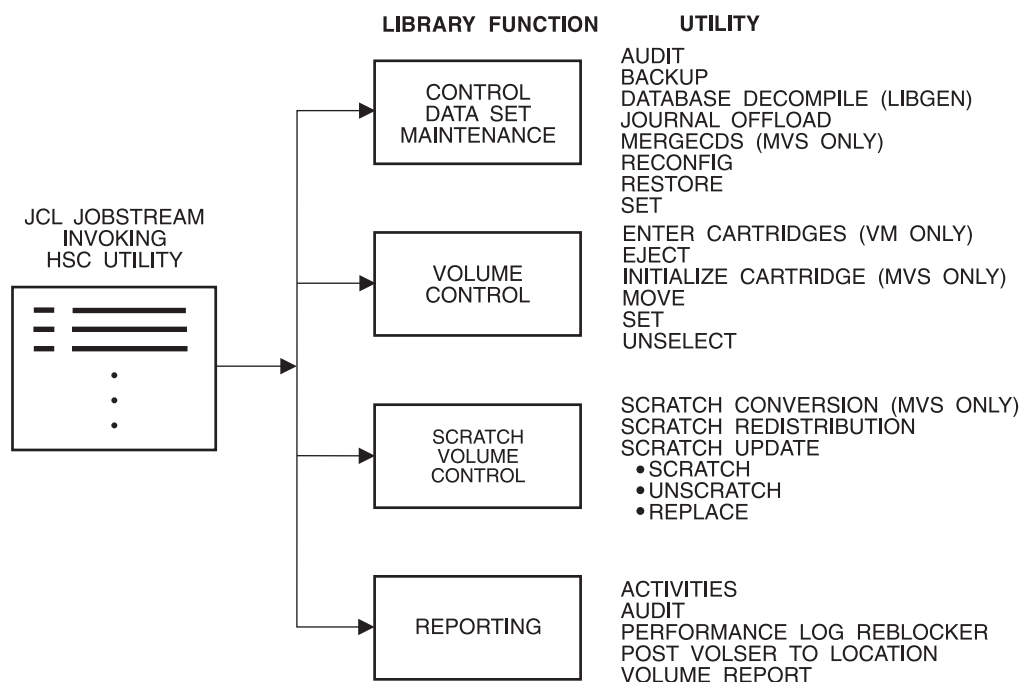 LIBRARY FUNCTION
UTILITY
JCL JOBSTREAM
INVOKING
HSC UTILITY
CONTROL
DATA SET
MAINTENANCE
AUDIT
BACKUP
DATABASE DECOMPILE (LIBGEN)
JOURNAL OFFLOAD
MERGECDS (MVS ONLY)
RECONFIG
RESTORE
SET
VOLUME
CONTROL
ENTER CARTRIDGES (VM ONLY)
EJECT
INITIALIZE CARTRIDGE (MVS ONLY)
MOVE
SET
UNSELECT
SCRATCH
VOLUME
CONTROL
SCRATCH CONVERSION (MVS ONLY)
SCRATCH REDISTRIBUTION
SCRATCH UPDATE
• SCRATCH
• UNSCRATCH
• REPLACE
REPORTING
ACTIVITIES
AUDIT
PERFORMANCE LOG REBLOCKER
POST VOLSER TO LOCATION
VOLUME REPORT